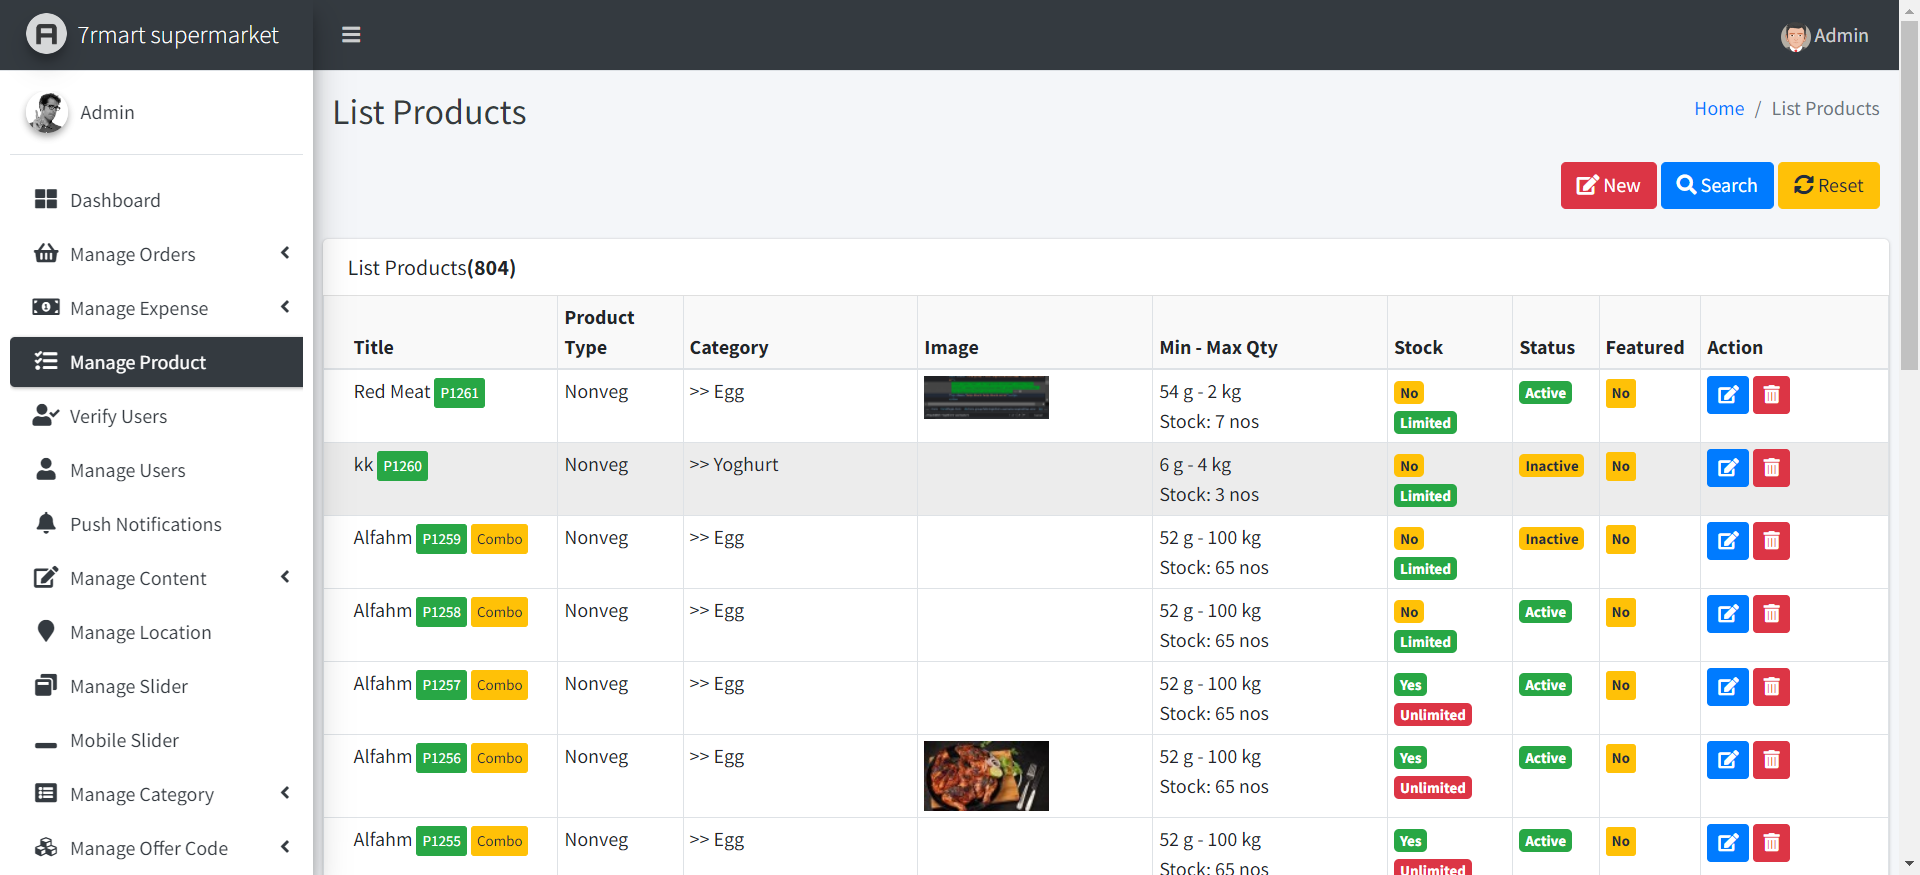 7rmart supermarket
Admin
Admin
Dashboard
Manage Orders
Manage Expense
Manage Product
Verify Users
Manage Users
Push Notifications
Manage Content
Manage Location
Manage Slider
Mobile Slider
Manage Category
Manage Offer Code
List Products
Home / List Products
New Search Reset
List Products(804)
Title Product Type Category Image Min - Max Qty Stock Status Featured Action
Red Meat P1261 Nonveg >> Egg 54 g - 2 kg No Active No
Stock: 7 nos Limited
kk P1260 Nonveg >> Yoghurt 6 g - 4 kg No Inactive No
Stock: 3 nos Limited
Alfahm P1259 Combo Nonveg >> Egg 52 g - 100 kg No Inactive No
Stock: 65 nos Limited
Alfahm P1258 Combo Nonveg >> Egg 52 g - 100 kg No Active No
Stock: 65 nos Limited
Alfahm P1257 Combo Nonveg >> Egg 52 g - 100 kg Yes Active No
Stock: 65 nos Unlimited
Alfahm P1256 Combo Nonveg >> Egg 52 g - 100 kg Yes Active No
Stock: 65 nos Unlimited
Alfahm P1255 Combo Nonveg >> Egg 52 g - 100 kg Yes Active No
Stock: 65 nos Unlimited